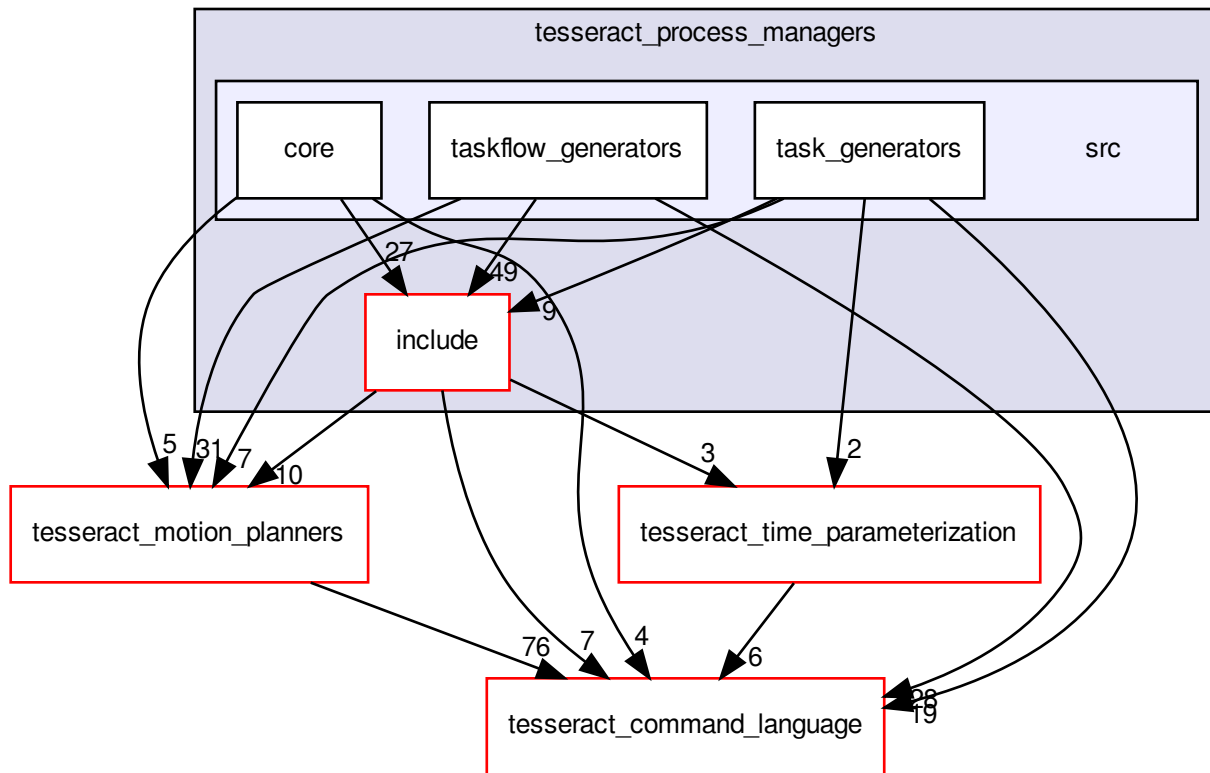 tesseract_process_managers
core
taskflow_generators
task_generators
src
27
49
9
include
5
31
7
10
3
2
tesseract_motion_planners
tesseract_time_parameterization
76
7
4
6
28
19
tesseract_command_language